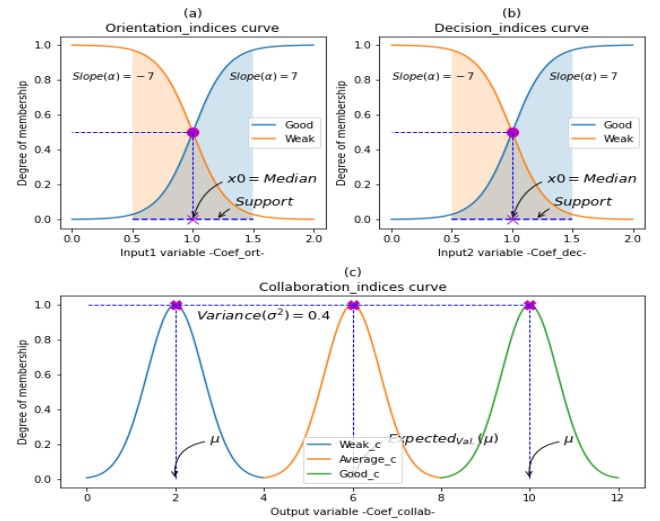 (a)
Orientation_indices curve
Degree of membership
1.0
0.8
0.6
0.4
0.2
0.0
Slope(α) = −7
Slope(α) 7
Good
Weak
x0 = Median
Support
0.0
0.5
1.0
1.5
2.0
Input1 variable -Coef_ort-
(b)
Decision_indices curve
Degree of membership
1.0
0.8
0.6
0.4
0.2
0.0
Slope(α) = −7
Slope(α) 7
Good
Weak
x0 = Median
Support
0.0
0.5
1.0
1.5
2.0
Input2 variable -Coef_dec-
(c)
Collaboration_indices curve
Degree of membership
1.0
0.8
0.6
0.4
0.2
0.0
Variance(σ²) = 0.4
μ
Expected_Val.(μ)
μ
Weak_c
Average_c
Good_c
0
2
4
6
8
10
12
Output variable -Coef_collab-